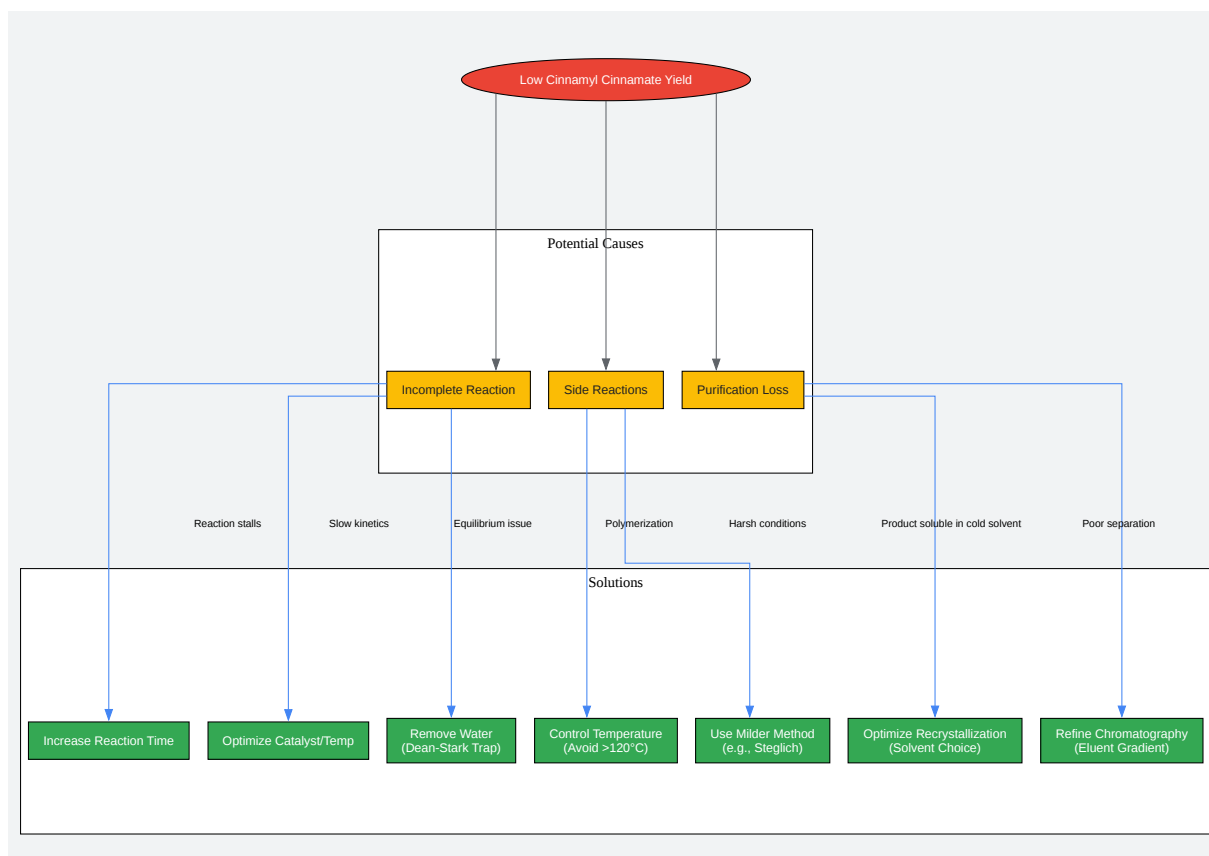 Low Cinnamyl Cinnamate Yield
Potential Causes
Incomplete Reaction
Side Reactions
Purification Loss
Reaction stalls
Slow kinetics
Equilibrium issue
Polymerization
Harsh conditions
Product soluble in cold solvent
Poor separation
Solutions
Increase Reaction Time
Optimize Catalyst/Temp
Remove Water
(Dean-Stark Trap)
Control Temperature
(Avoid >120°C)
Use Milder Method
(e.g., Steglich)
Optimize Recrystallization
(Solvent Choice)
Refine Chromatography
(Eluent Gradient)